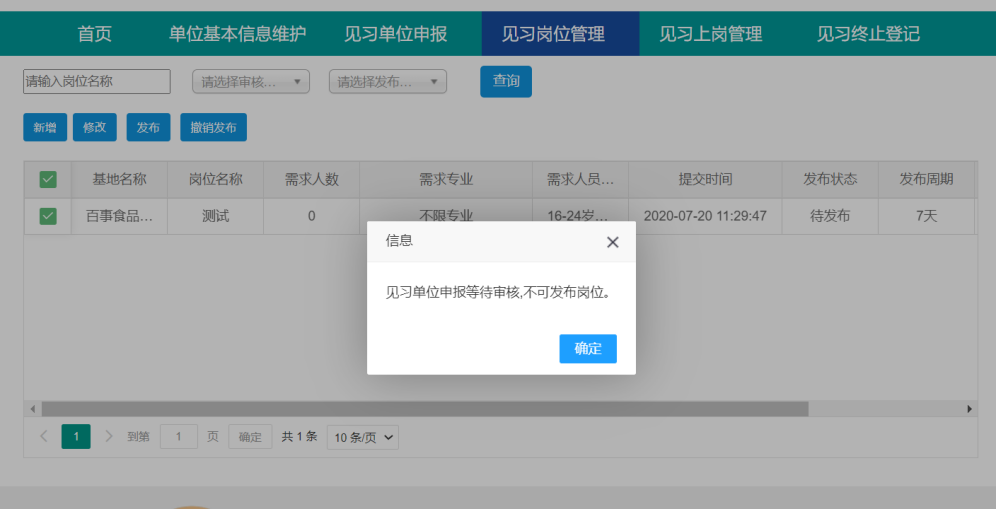 首页 单位基本信息维护 见习单位申报 见习岗位管理 见习上岗管理 见习终止登记
请输入岗位名称 请选择审核... 请选择发布... 查询
新增 修改 发布 撤销发布
基地名称 岗位名称 需求人数 需求专业 需求人员... 提交时间 发布状态 发布周期
百事食品... 测试 0 不限专业 16-24岁... 2020-07-20 11:29:47 待发布 7天
信息
见习单位申报等待审核,不可发布岗位。
确定
1 到第 1 页 确定 共 1 条 10 条/页